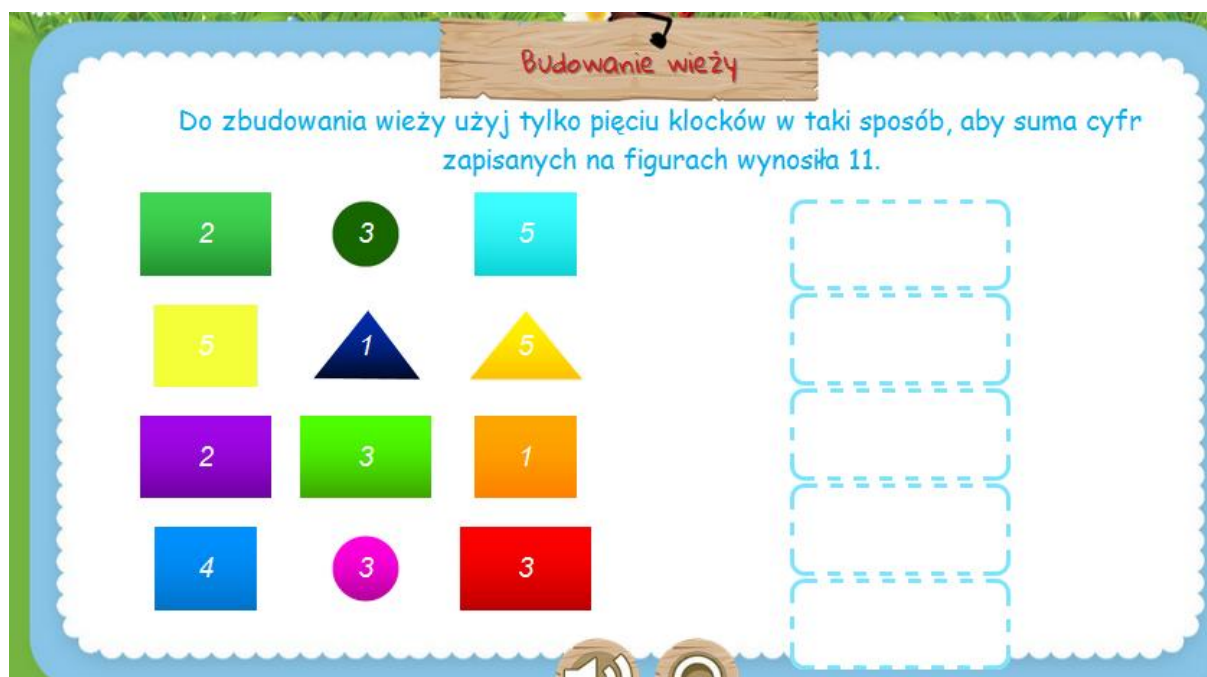 Budowanie wieży
Do zbudowania wieży użyj tylko pięciu klocków w taki sposób, aby suma cyfr
zapisanych na figurach wynosiła 11.
2 3 5
5 1 5
2 3 1
4 3 3